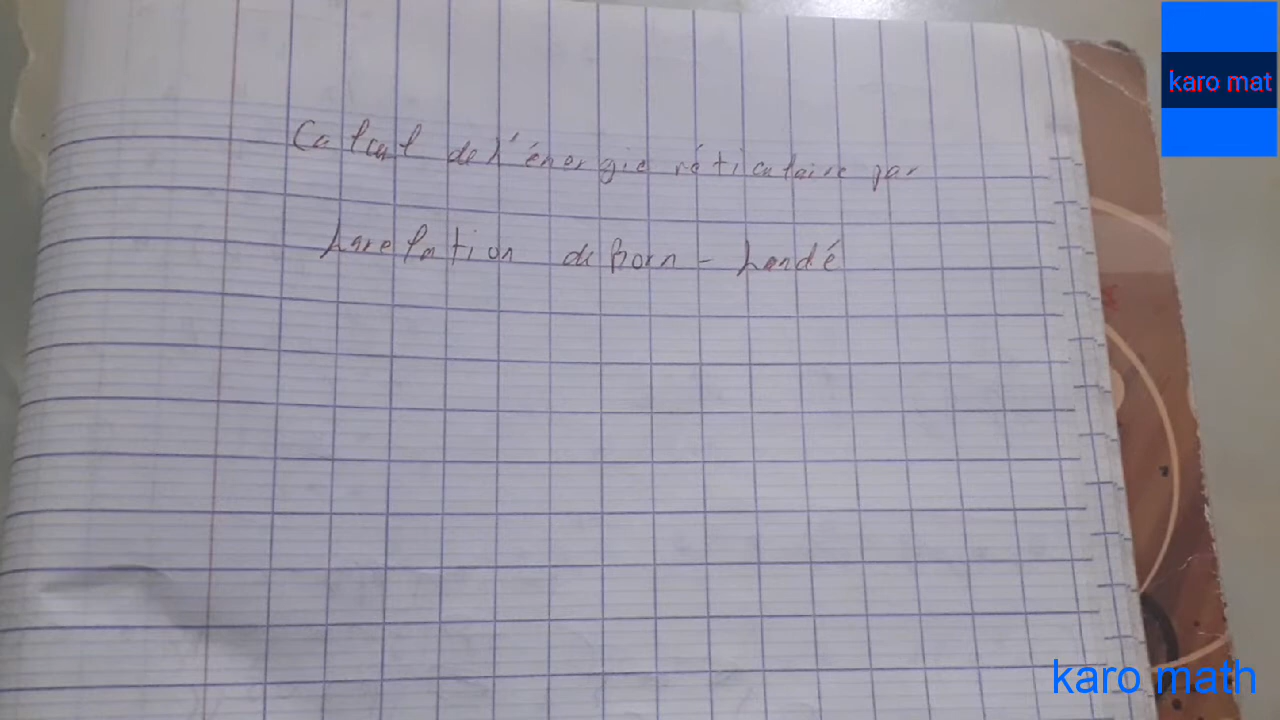 Calcul de l'énergie réticulaire par
la relation de Born - Landé
karo mat
karo math